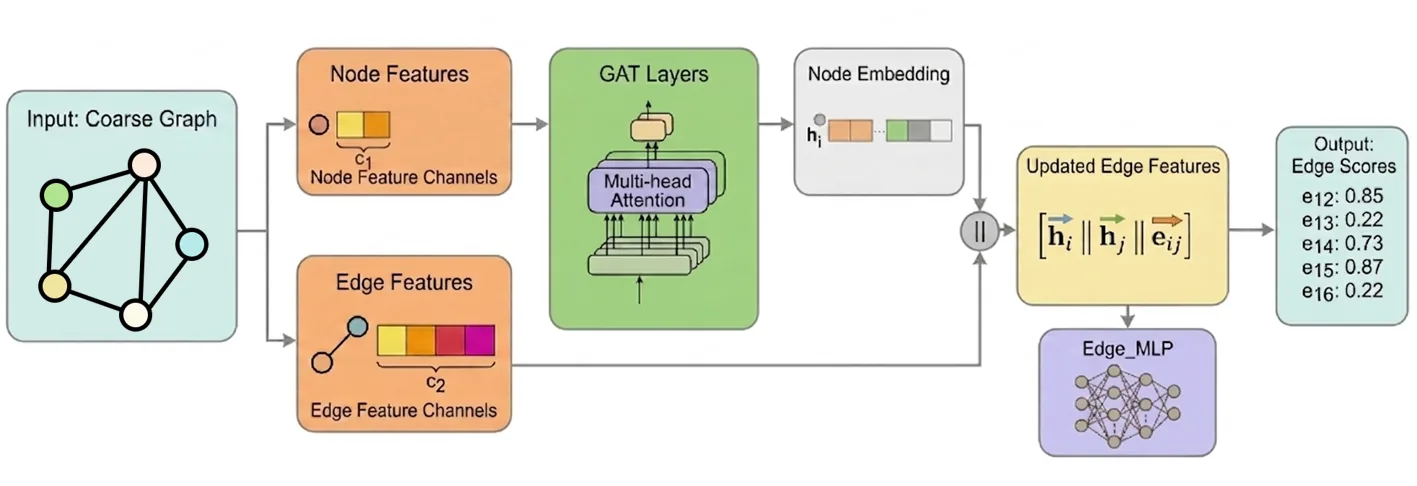 Input: Coarse Graph
Node Features
c1
Node Feature Channels
Edge Features
c2
Edge Feature Channels
GAT Layers
Multi-head
Attention
Node Embedding
hi
...
||
Updated Edge Features
[hi || hj || eij]
Edge_MLP
Output:
Edge Scores
e12: 0.85
e13: 0.22
e14: 0.73
e15: 0.87
e16: 0.22